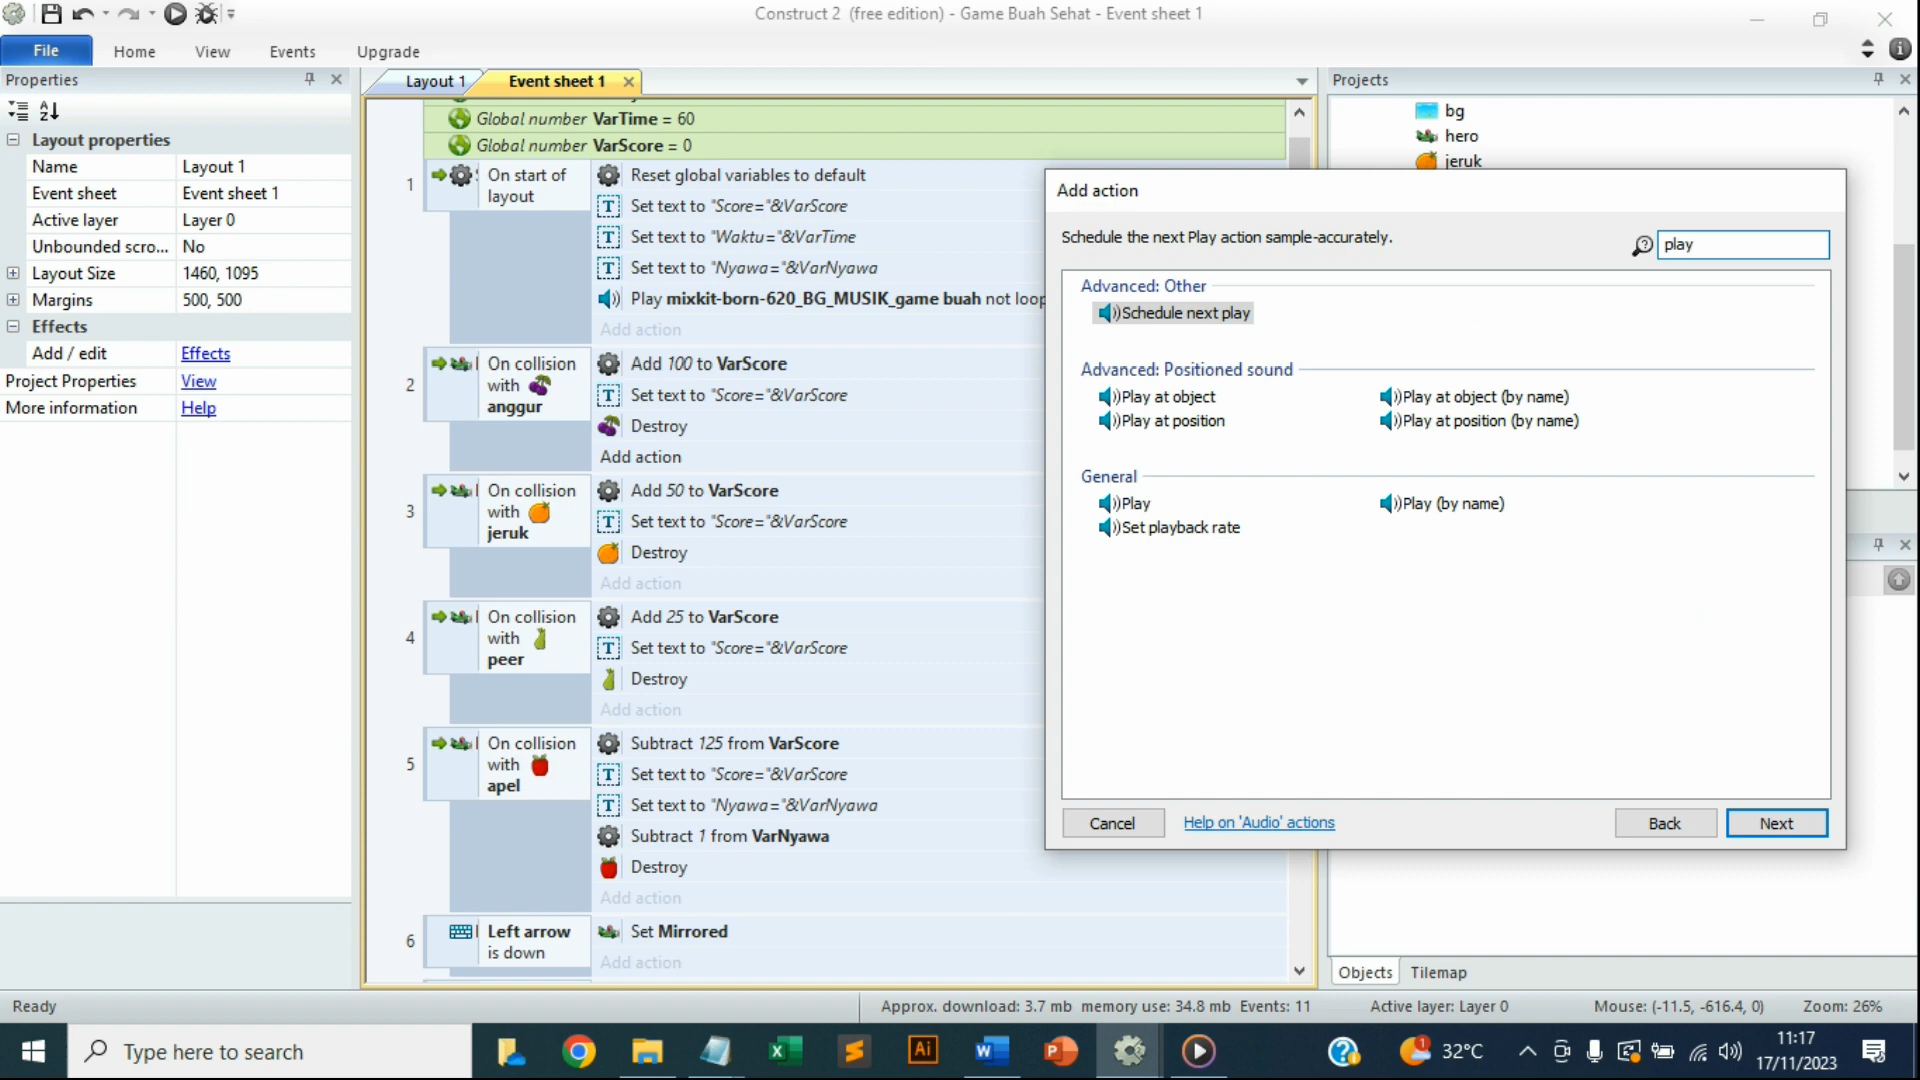 Construct 2  (free edition) - Game Buah Sehat - Event sheet 1
File
Home
View
Events
Upgrade
Properties
Layout properties
Name
Layout 1
Event sheet
Event sheet 1
Active layer
Layer 0
Unbounded scro...
No
Layout Size
1460, 1095
Margins
500, 500
Effects
Add / edit
Effects
Project Properties
View
More information
Help
Layout 1
Event sheet 1
Global number VarTime = 60
Global number VarScore = 0
1
On start of
layout
Reset global variables to default
Set text to "Score="&VarScore
Set text to "Waktu="&VarTime
Set text to "Nyawa="&VarNyawa
Play mixkit-born-620_BG_MUSIK_game buah not loop
Add action
2
On collision
with
anggur
Add 100 to VarScore
Set text to "Score="&VarScore
Destroy
Add action
3
On collision
with
jeruk
Add 50 to VarScore
Set text to "Score="&VarScore
Destroy
Add action
4
On collision
with
peer
Add 25 to VarScore
Set text to "Score="&VarScore
Destroy
Add action
5
On collision
with
apel
Subtract 125 from VarScore
Set text to "Score="&VarScore
Set text to "Nyawa="&VarNyawa
Subtract 1 from VarNyawa
Destroy
Add action
6
Left arrow
is down
Set Mirrored
Add action
Projects
bg
hero
jeruk
Add action
Schedule the next Play action sample-accurately.
play
Advanced: Other
Schedule next play
Advanced: Positioned sound
Play at object
Play at object (by name)
Play at position
Play at position (by name)
General
Play
Play (by name)
Set playback rate
Cancel
Help on 'Audio' actions
Back
Next
Objects
Tilemap
Ready
Approx. download: 3.7 mb  memory use: 34.8 mb  Events: 11
Active layer: Layer 0
Mouse: (-11.5, -616.4, 0)
Zoom: 26%
Type here to search
32°C
11:17
17/11/2023